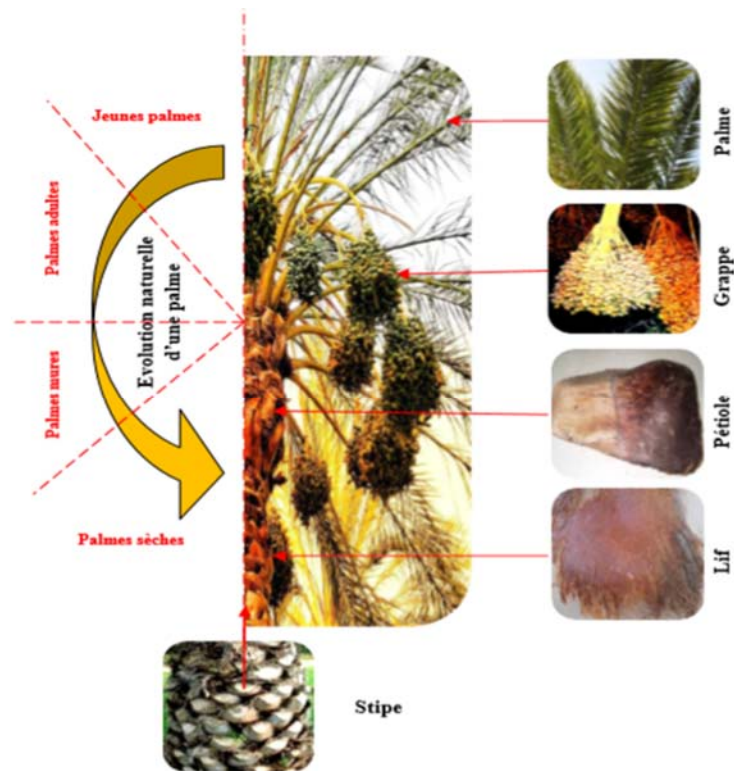 Jeunes palmes
Palmes adultes
Evolution naturelle
d'une palme
Palmes mures
Palmes sèches
Palme
Grappe
Pétiole
Lif
Stipe